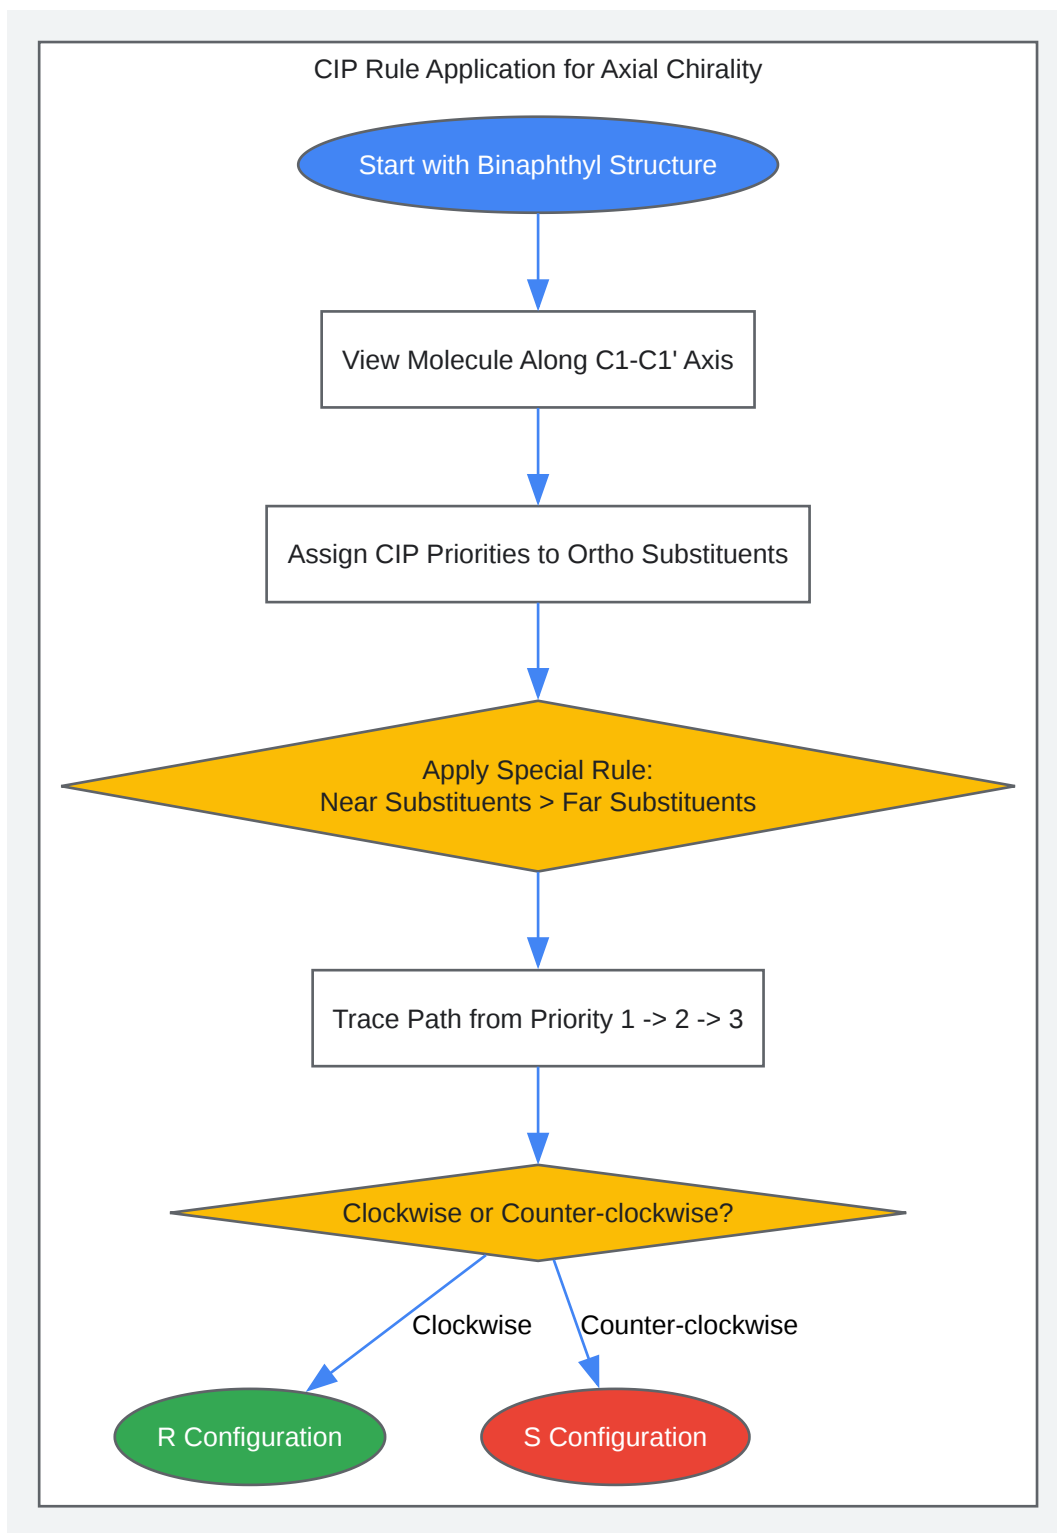 CIP Rule Application for Axial Chirality
Start with Binaphthyl Structure
View Molecule Along C1-C1' Axis
Assign CIP Priorities to Ortho Substituents
Apply Special Rule:
Near Substituents > Far Substituents
Trace Path from Priority 1 -> 2 -> 3
Clockwise or Counter-clockwise?
Clockwise
Counter-clockwise
R Configuration
S Configuration